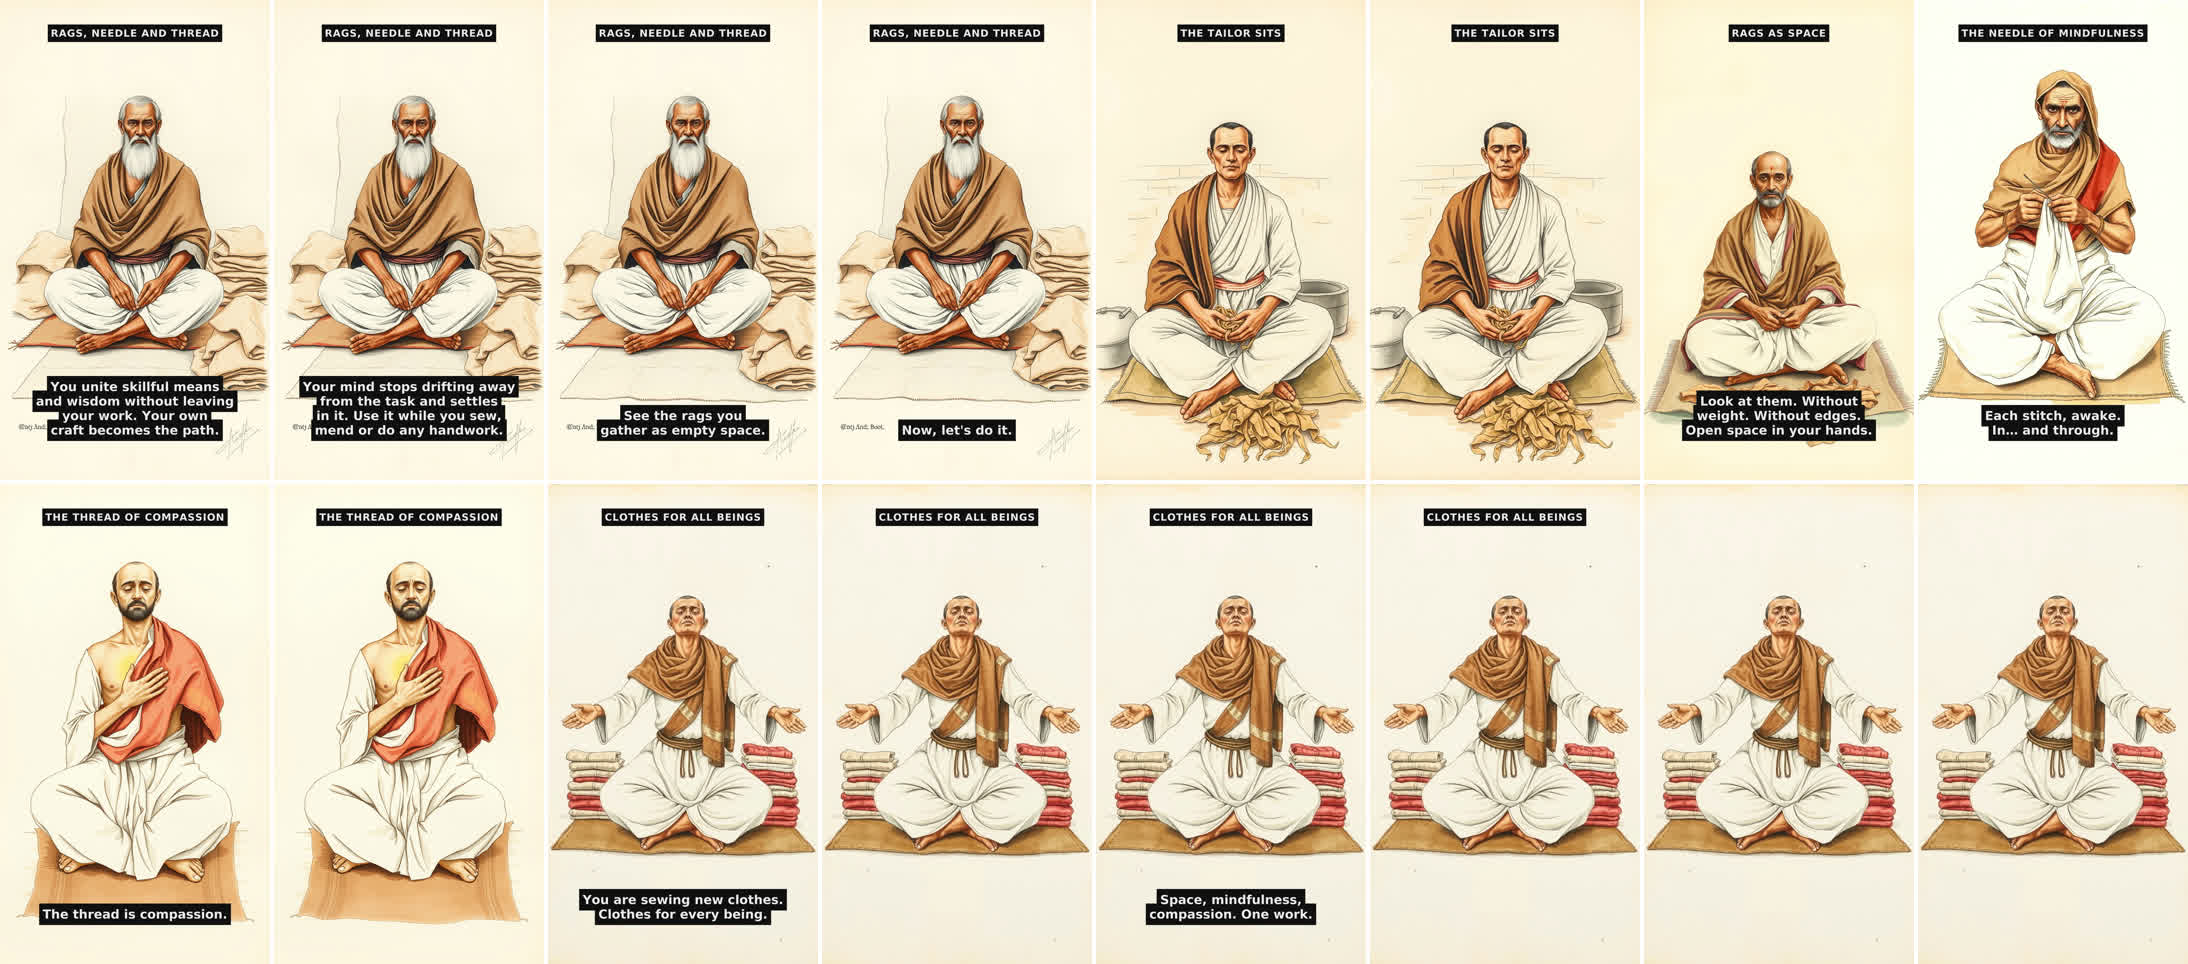 RAGS, NEEDLE AND THREAD
You unite skillful means
and wisdom without leaving
your work. Your own
craft becomes the path.
RAGS, NEEDLE AND THREAD
Your mind stops drifting away
from the task and settles
in it. Use it while you sew,
mend or do any handwork.
RAGS, NEEDLE AND THREAD
See the rags you
gather as empty space.
RAGS, NEEDLE AND THREAD
Now, let's do it.
THE TAILOR SITS
THE TAILOR SITS
RAGS AS SPACE
Look at them. Without
weight. Without edges.
Open space in your hands.
THE NEEDLE OF MINDFULNESS
Each stitch, awake.
In... and through.
THE THREAD OF COMPASSION
The thread is compassion.
THE THREAD OF COMPASSION
CLOTHES FOR ALL BEINGS
You are sewing new clothes.
Clothes for every being.
CLOTHES FOR ALL BEINGS
CLOTHES FOR ALL BEINGS
Space, mindfulness,
compassion. One work.
CLOTHES FOR ALL BEINGS